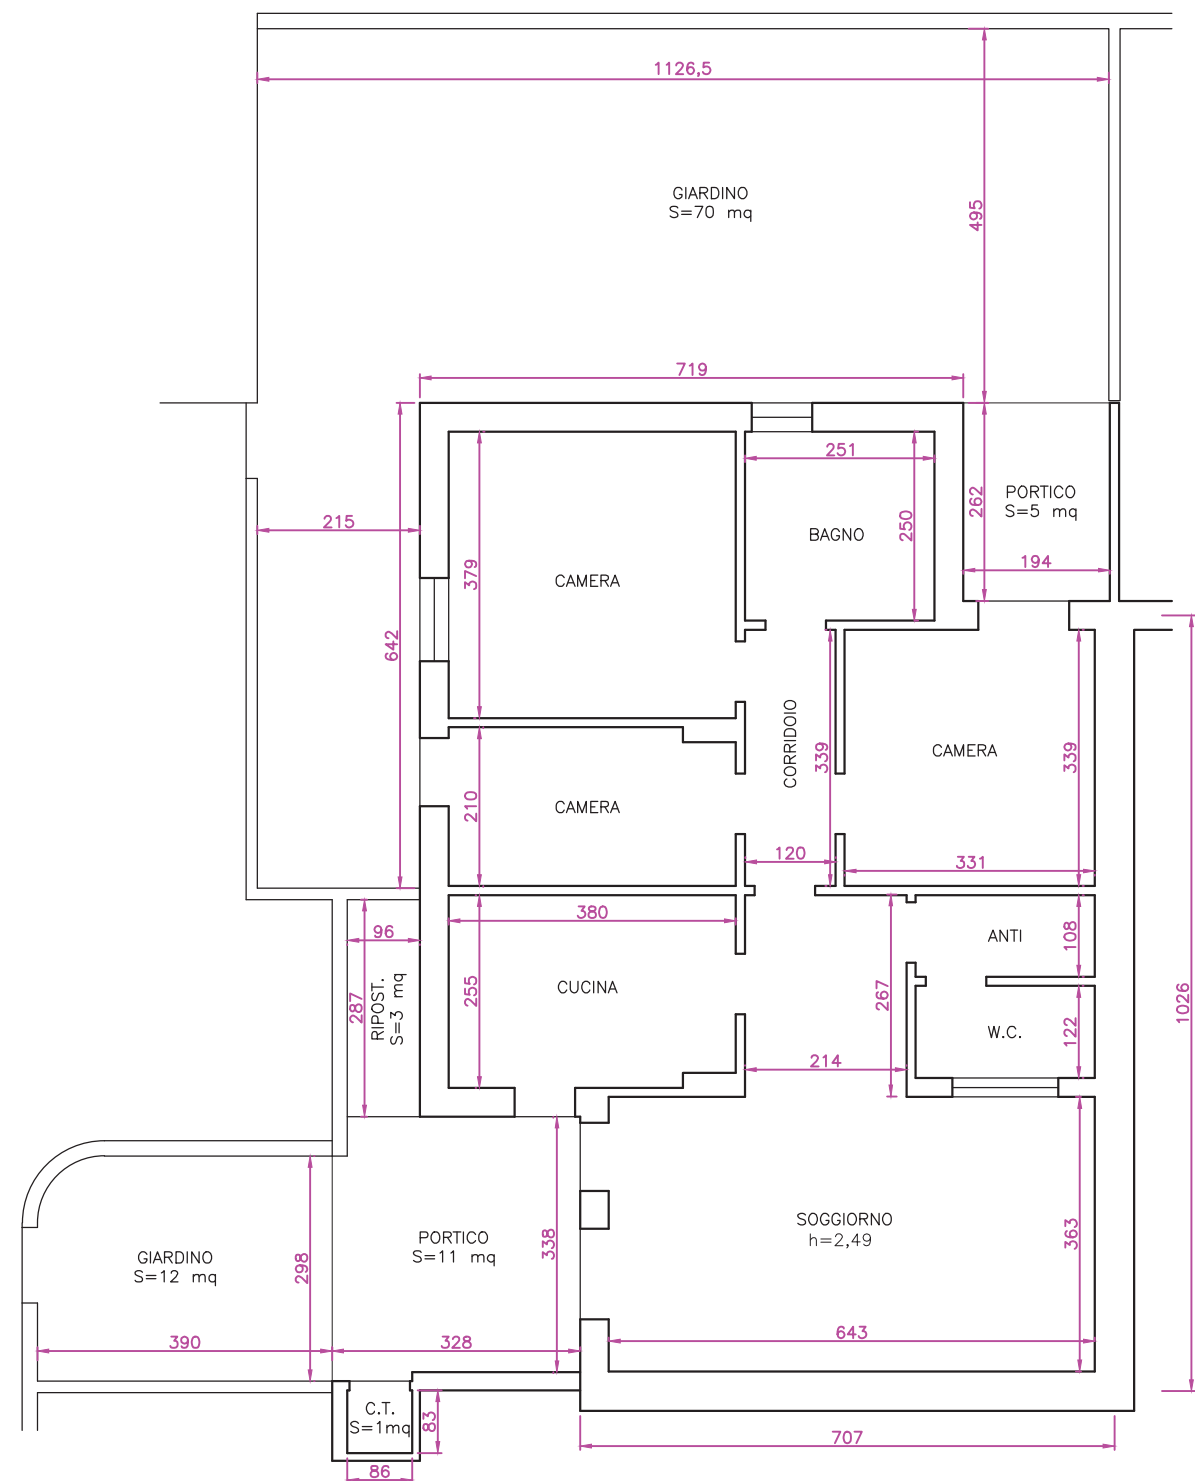 1126,5
GIARDINO
S=70 mq
495
719
251
262
PORTICO
S=5 mq
215
250
BAGNO
379
CAMERA
194
642
339
CORRIDOIO
CAMERA
339
210
CAMERA
120
331
380
96
ANTI
108
RIPOST.
S=3 mq
287
255
CUCINA
267
1026
W.C.
122
214
338
SOGGIORNO
h=2,49
363
PORTICO
S=11 mq
GIARDINO
S=12 mq
298
390
328
643
C.T.
S=1mq
83
707
86